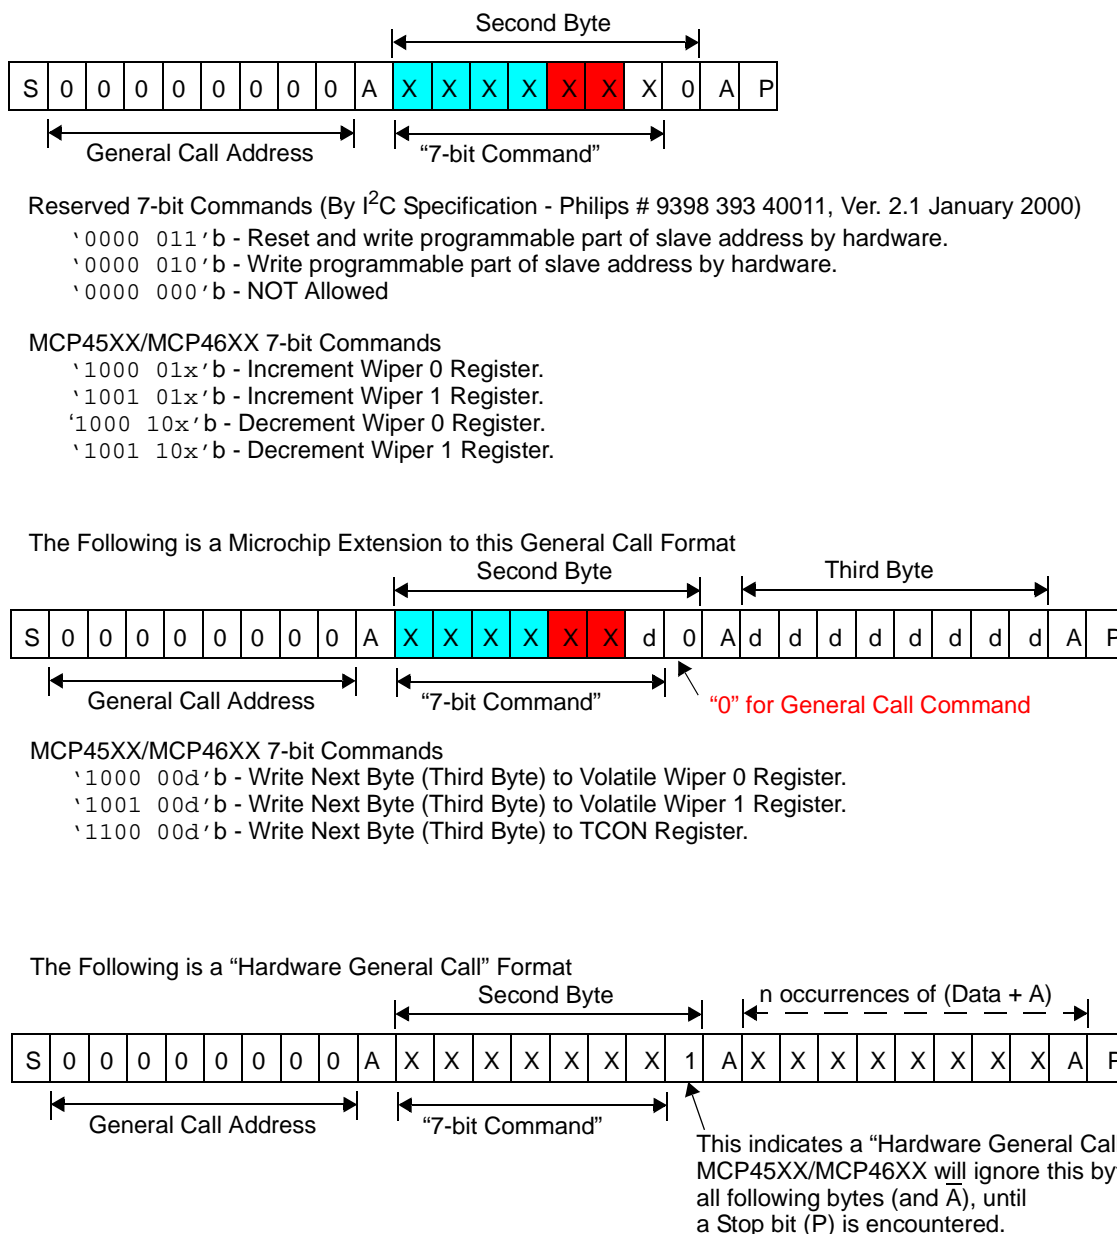 Second Byte
S 0 0 0 0 0 0 0 0 A X X X X X X X 0 A P
General Call Address “7-bit Command”
Reserved 7-bit Commands (By I2C Specification - Philips # 9398 393 40011, Ver. 2.1 January 2000)
‘0000 011’b - Reset and write programmable part of slave address by hardware.
‘0000 010’b - Write programmable part of slave address by hardware.
‘0000 000’b - NOT Allowed
MCP45XX/MCP46XX 7-bit Commands
‘1000 01x’b - Increment Wiper 0 Register.
‘1001 01x’b - Increment Wiper 1 Register.
‘1000 10x’b - Decrement Wiper 0 Register.
‘1001 10x’b - Decrement Wiper 1 Register.
The Following is a Microchip Extension to this General Call Format
Second Byte Third Byte
S 0 0 0 0 0 0 0 0 A X X X X X X d 0 A d d d d d d d d A P
General Call Address “7-bit Command” “0” for General Call Command
MCP45XX/MCP46XX 7-bit Commands
‘1000 00d’b - Write Next Byte (Third Byte) to Volatile Wiper 0 Register.
‘1001 00d’b - Write Next Byte (Third Byte) to Volatile Wiper 1 Register.
‘1100 00d’b - Write Next Byte (Third Byte) to TCON Register.
The Following is a “Hardware General Call” Format
Second Byte n occurrences of (Data + A)
S 0 0 0 0 0 0 0 0 A X X X X X X X 1 A X X X X X X X X A P
General Call Address “7-bit Command”
This indicates a “Hardware General Cal
MCP45XX/MCP46XX will ignore this by
all following bytes (and A̅), until
a Stop bit (P) is encountered.